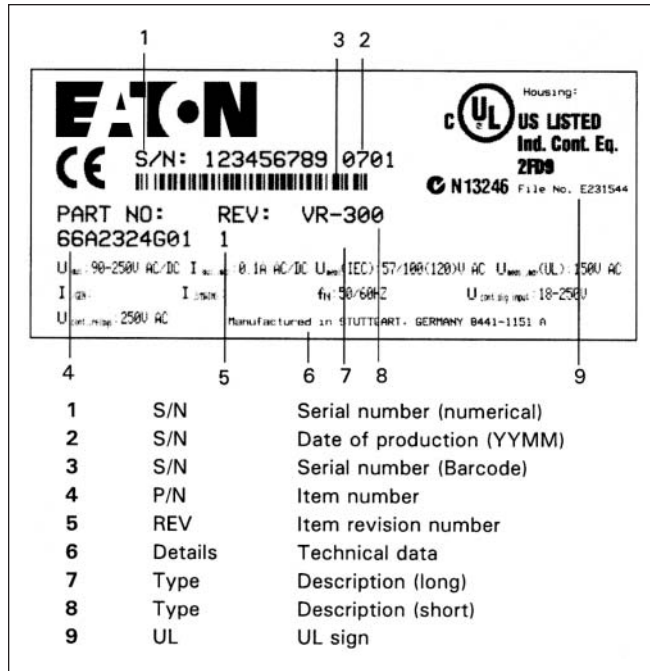 1 3 2
EATON
CE S/N: 123456789 0701
C UL Housing:
US LISTED
Ind. Cont. Eq.
2FD9
N13246 File No. E231544
PART NO: REV: VR-300
66A2324G01 1
U 90-250V AC/DC I 0.1A AC/DC U (IEC): 57/100(120)V AC U (UL): 150V AC
I I fN: 50/60HZ U 18-250V
U 250V AC Manufactured in STUTTGART, GERMANY 8441-1151 A
4 5 6 7 8 9
1 S/N Serial number (numerical)
2 S/N Date of production (YYMM)
3 S/N Serial number (Barcode)
4 P/N Item number
5 REV Item revision number
6 Details Technical data
7 Type Description (long)
8 Type Description (short)
9 UL UL sign